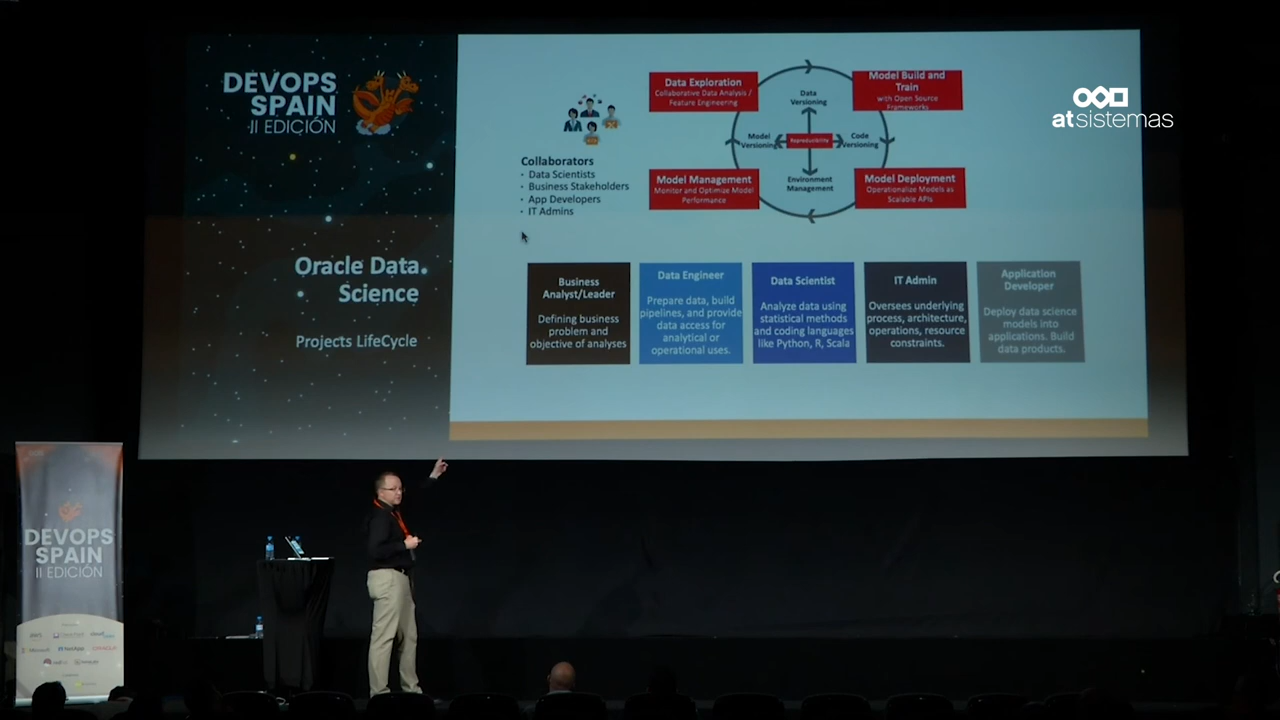 DEVOPS
SPAIN
II EDICIÓN
Oracle Data
Science
Projects LifeCycle
Collaborators
· Data Scientists
· Business Stakeholders
· App Developers
· IT Admins
Data Exploration
Collaborative Data Analysis /
Feature Engineering
Model Build and
Train
with Open Source
Frameworks
Data
Versioning
Model
Versioning
Reproducibility
Code
Versioning
Environment
Management
Model Management
Monitor and Optimize Model
Performance
Model Deployment
Operationalize Models as
Scalable APIs
Business
Analyst/Leader
Defining business
problem and
objective of analyses
Data Engineer
Prepare data, build
pipelines, and provide
data access for
analytical or
operational uses.
Data Scientist
Analyze data using
statistical methods
and coding languages
like Python, R, Scala
IT Admin
Oversees underlying
process, architecture,
operations, resource
constraints.
Application
Developer
Deploy data science
models into
applications. Build
data products.
atsistemas
DEVOPS
SPAIN
II EDICIÓN
Microsoft
NetApp
ORACLE